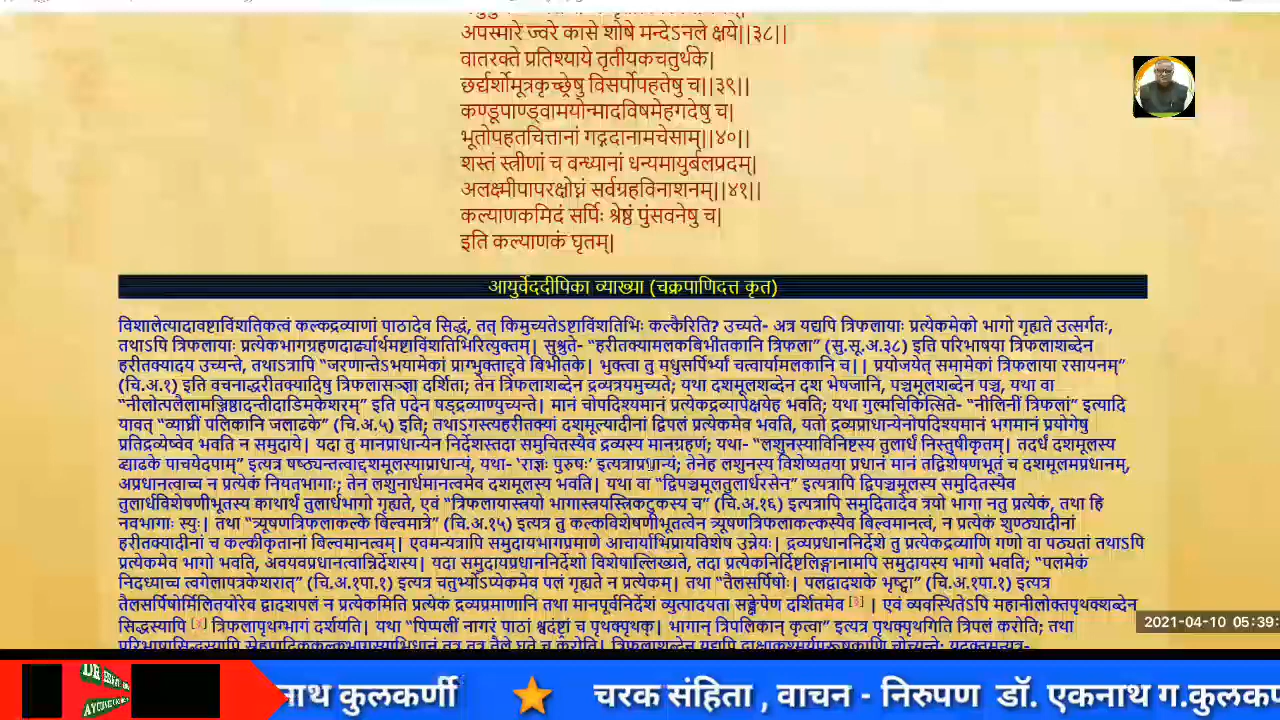 अपस्मारे ज्वरे कासे शोषे मन्देऽनले क्षये||३८||
वातरक्ते प्रतिश्याये तृतीयकचतुर्थके|
छर्द्यर्शोमूत्रकृच्छ्रेषु विसर्पोपहतेषु च||३९||
कण्डूपाण्ड्वामयोन्मादविषमेहगदेषु च|
भूतोपहतचित्तानां गद्गदानामचेसाम्||४०||
शस्तं स्त्रीणां च वन्ध्यानां धन्यमायुर्बलप्रदम्|
अलक्ष्मीपापरक्षोघ्नं सर्वग्रहविनाशनम्||४१||
कल्याणकमिदं सर्पिः श्रेष्ठं पुंसवनेषु च|
इति कल्याणकं घृतम्|
आयुर्वेददीपिका व्याख्या (चक्रपाणिदत्त कृत)
विशालेत्यादावष्टाविंशतिकत्वं कल्कद्रव्याणां पाठादेव सिद्धं, तत् किमुच्यतेऽष्टाविंशतिभिः कल्कैरिति? उच्यते- अत्र यद्यपि त्रिफलायाः प्रत्येकमेको भागो गृह्यते उत्सर्गतः,
तथाऽपि त्रिफलायाः प्रत्येकभागग्रहणदार्ढ्यार्थमष्टाविंशतिभिरित्युक्तम्| सुश्रुते- “हरीतक्यामलकबिभीतकानि त्रिफला” (सु.सू.अ.३८) इति परिभाषया त्रिफलाशब्देन
हरीतक्यादय उच्यन्ते, तथाऽत्रापि “जरणान्तेऽभयामेकां प्राग्भुक्ताद्द्वे बिभीतके| भुक्त्वा तु मधुसर्पिर्भ्यां चत्वार्यामलकानि च|| प्रयोजयेत् समामेकां त्रिफलाया रसायनम्”
(चि.अ.१) इति वचनाद्धरीतक्यादिषु त्रिफलासञ्ज्ञा दर्शिता; तेन त्रिफलाशब्देन द्रव्यत्रयमुच्यते; यथा दशमूलशब्देन दश भेषजानि, पञ्चमूलशब्देन पञ्च, यथा वा
“नीलोत्पलैलामञ्जिष्ठादन्तीदाडिमकेशरम्” इति पदेन षड्द्रव्याण्युच्यन्ते| मानं चोपदिश्यमानं प्रत्येकद्रव्यापेक्षयेह भवति; यथा गुल्मचिकित्सिते- “नीलिनीं त्रिफलां” इत्यादि
यावत् “व्याघ्रीं पलिकानि जलाढके” (चि.अ.५) इति; तथाऽगस्त्यहरीतक्यां दशमूल्यादीनां द्विपलं प्रत्येकमेव भवति, यतो द्रव्यप्राधान्येनोपदिश्यमानं भगमानं प्रयोगेषु
प्रतिद्रव्येष्वेव भवति न समुदाये| यदा तु मानप्राधान्येन निर्देशस्तदा समुचितस्यैव द्रव्यस्य मानग्रहणं; यथा- “लशुनस्याविनिष्टस्य तुलार्धं निस्तुषीकृतम्| तदर्धं दशमूलस्य
द्व्याढके पाचयेदपाम्” इत्यत्र षष्ठ्यन्तत्वाद्दशमूलस्याप्राधान्यं, यथा- ‘राज्ञः पुरुषः’ इत्यत्राप्राधान्यं; तेनेह लशुनस्य विशेष्यतया प्रधानं मानं तद्विशेषणभूतं च दशमूलमप्रधानम्,
अप्रधानत्वाच्च न प्रत्येकं नियतभागाः; तेन लशुनार्धमानत्वमेव दशमूलस्य भवति| यथा वा “द्विपञ्चमूलतुलार्धरसेन” इत्यत्रापि द्विपञ्चमूलस्य समुदितस्यैव
तुलार्धविशेषणीभूतस्य काथार्थं तुलार्धभागो गृह्यते, एवं “त्रिफलायास्त्रयो भागास्त्रयस्त्रिकटुकस्य च” (चि.अ.१६) इत्यत्रापि समुदितादेव त्रयो भागा नतु प्रत्येकं, तथा हि
नवभागाः स्युः| तथा “त्र्यूषणत्रिफलाकल्के बिल्वमात्रे” (चि.अ.१५) इत्यत्र तु कल्कविशेषणीभूतत्वेन त्र्यूषणत्रिफलाकल्कस्यैव बिल्वमानत्वं, न प्रत्येकं शुण्ठ्यादीनां
हरीतक्यादीनां च कल्कीकृतानां विल्वमानत्वम्| एवमन्यत्रापि समुदायभागप्रमाणे आचार्याभिप्रायविशेष उन्नेयः| द्रव्यप्रधाननिर्देशे तु प्रत्येकद्रव्याणि गणो वा पठ्यतां तथाऽपि
प्रत्येकमेव भागो भवति, अवयवप्रधानत्वान्निर्देशस्य| यदा समुदायप्रधाननिर्देशो विशेषाल्लिख्यते, तदा प्रत्येकनिर्दिष्टलिङ्गानामपि समुदायस्य भागो भवति; “पलमेकं
निदध्याच्च त्वगेलापत्रकेशरात्” (चि.अ.१पा.१) इत्यत्र चतुर्भ्योऽप्येकमेव पलं गृह्यते न प्रत्येकम्| तथा “तैलसर्पिषोः| पलद्वादशके भृष्ट्वा” (चि.अ.१पा.१) इत्यत्र
तैलसर्पिषोर्मिलितयोरेव द्वादशपलं न प्रत्येकमिति प्रत्येकं द्रव्यप्रमाणानि तथा मानपूर्वनिर्देशं व्युत्पादयता सङ्क्षेपेण दर्शितमेव [३] | एवं व्यवस्थितेऽपि महानीलोक्तपृथक्शब्देन
सिद्धस्यापि त्रिफलापृथग्भागं दर्शयति| यथा “पिप्पलीं नागरं पाठां श्वदंष्ट्रां च पृथक्पृथक्| भागान् त्रिपलिकान् कृत्वा” इत्यत्र पृथक्पृथगिति त्रिपलं करोति; तथा
2021-04-10 05:39:
DR
नाथ कुलकर्णी ★ चरक संहिता , वाचन - निरुपण डॉ. एकनाथ ग.कुलकर्ण